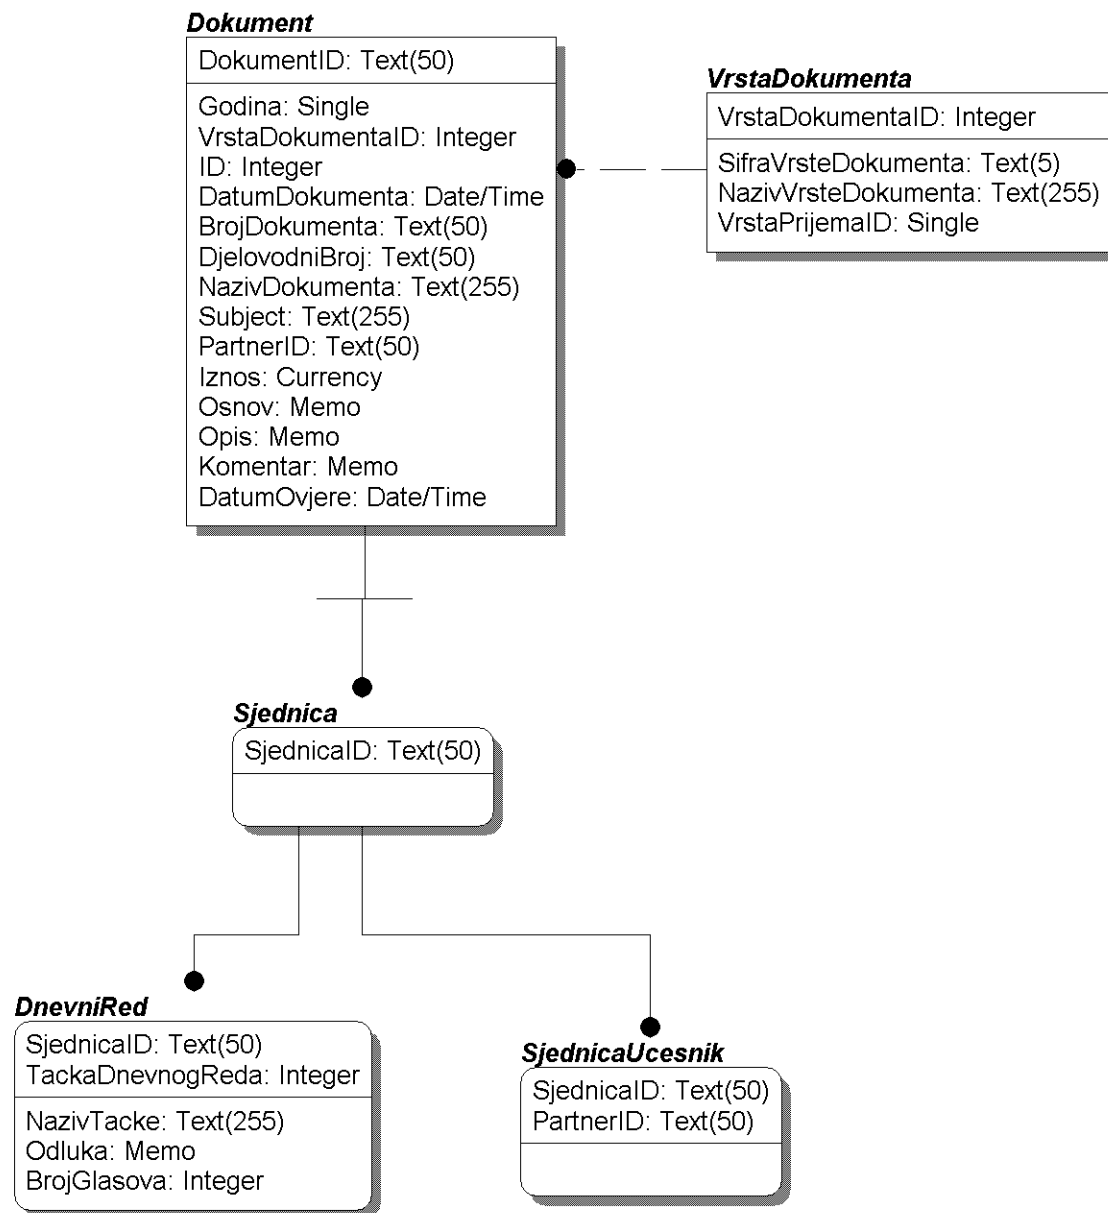 Dokument
DokumentID: Text(50)
Godina: Single
VrstaDokumentaID: Integer
ID: Integer
DatumDokumenta: Date/Time
BrojDokumenta: Text(50)
DjelovodniBroj: Text(50)
NazivDokumenta: Text(255)
Subject: Text(255)
PartnerID: Text(50)
Iznos: Currency
Osnov: Memo
Opis: Memo
Komentar: Memo
DatumOvjere: Date/Time
VrstaDokumenta
VrstaDokumentaID: Integer
SifraVrsteDokumenta: Text(5)
NazivVrsteDokumenta: Text(255)
VrstaPrijemaID: Single
Sjednica
SjednicaID: Text(50)
DnevniRed
SjednicaID: Text(50)
TackaDnevnogReda: Integer
NazivTacke: Text(255)
Odluka: Memo
BrojGlasova: Integer
SjednicaUcesnik
SjednicaID: Text(50)
PartnerID: Text(50)